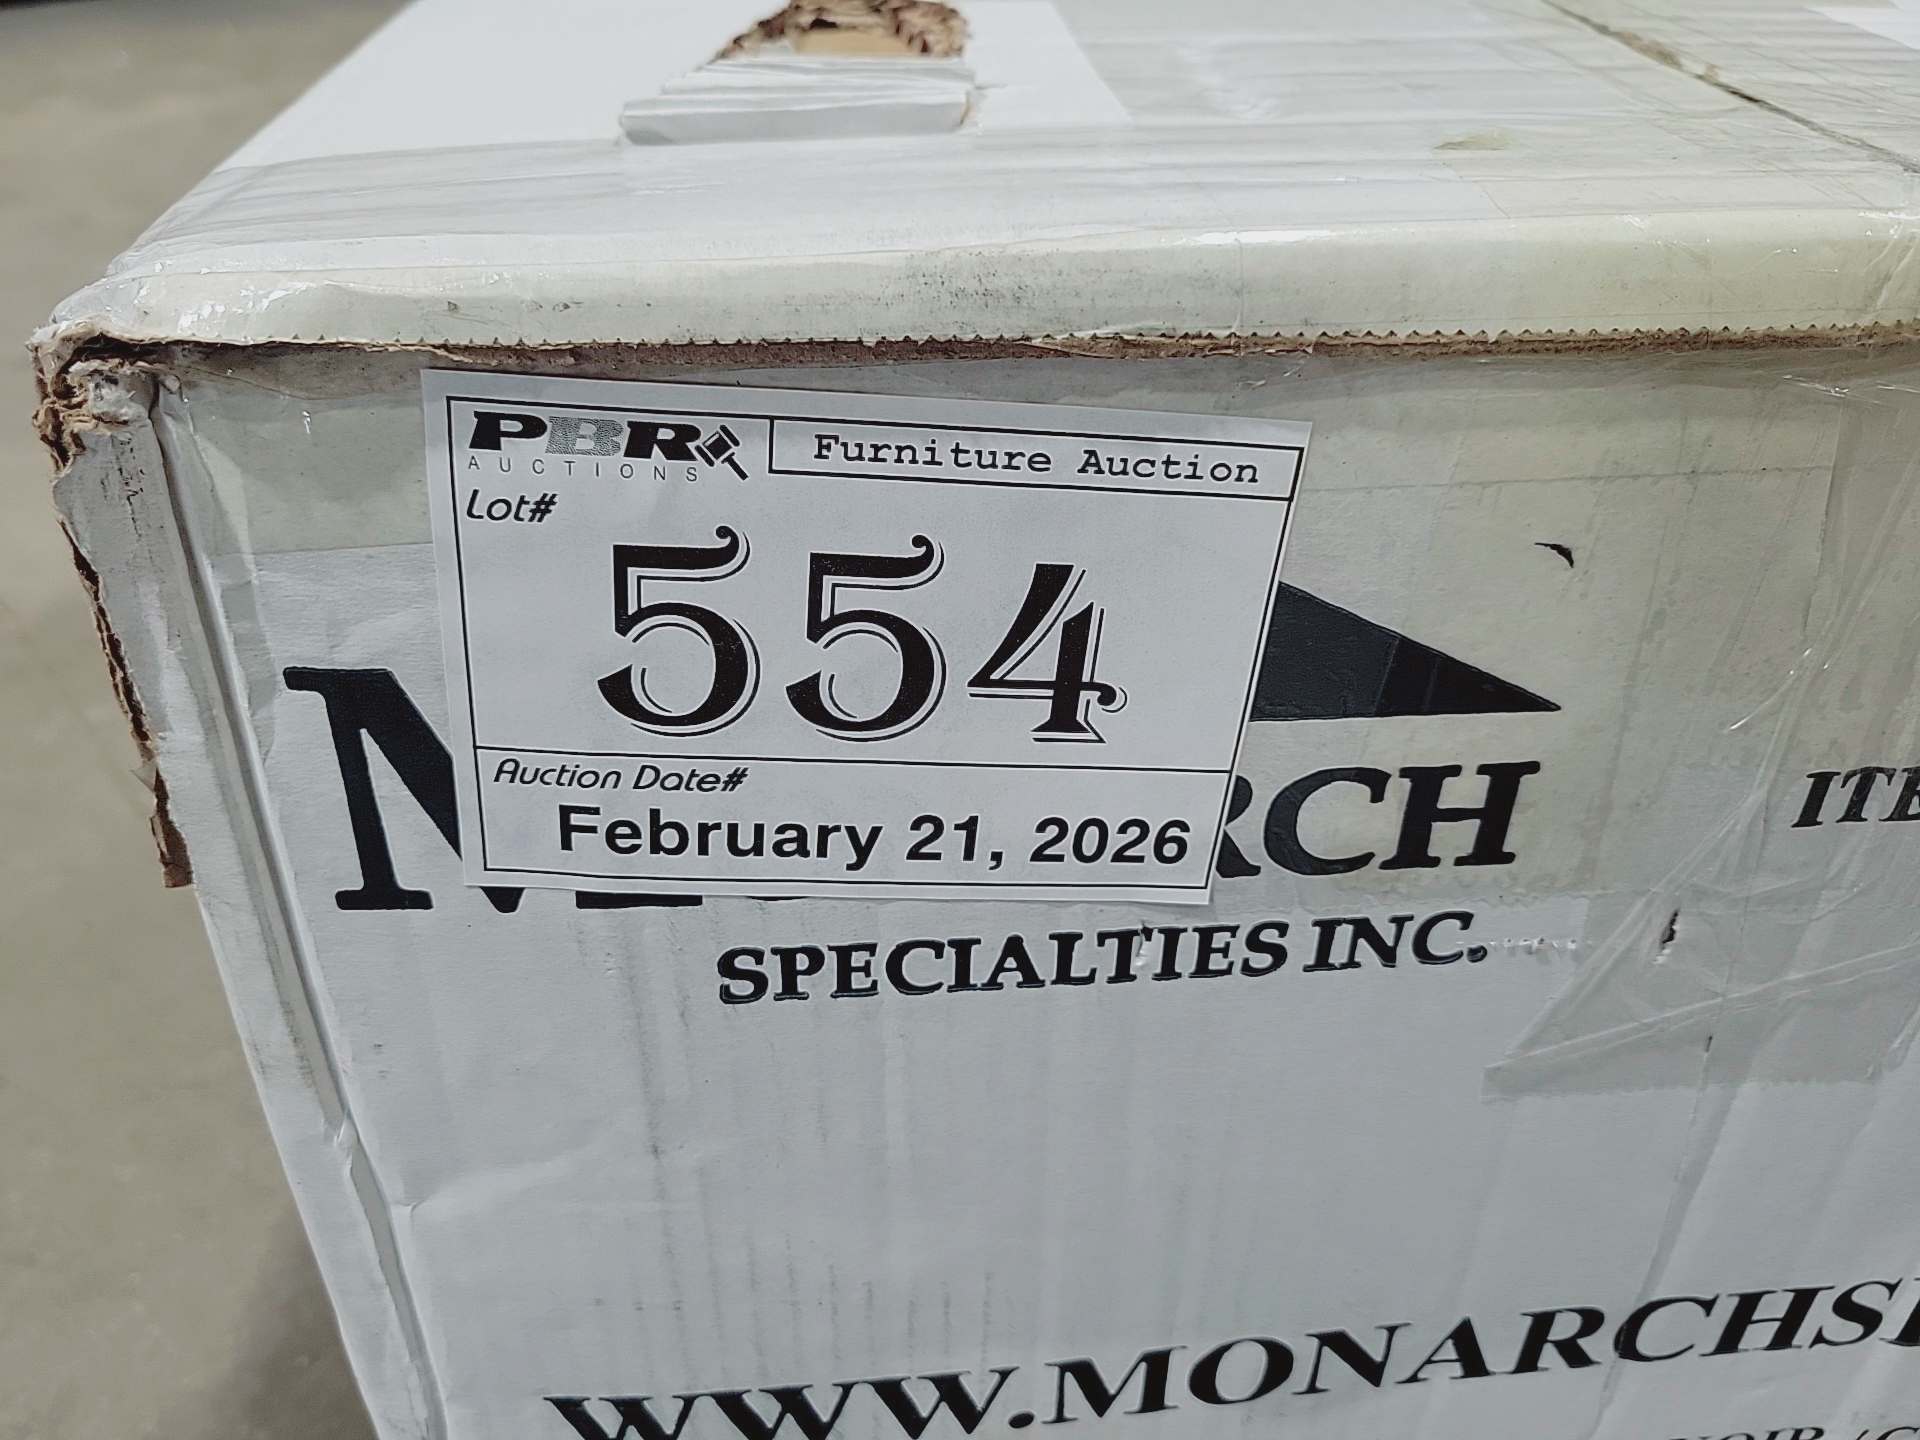 PBR
AUCTIONS
Furniture Auction
Lot#
554
Auction Date#
February 21, 2026
RCH
SPECIALTIES INC.
WWW.MONARCHS